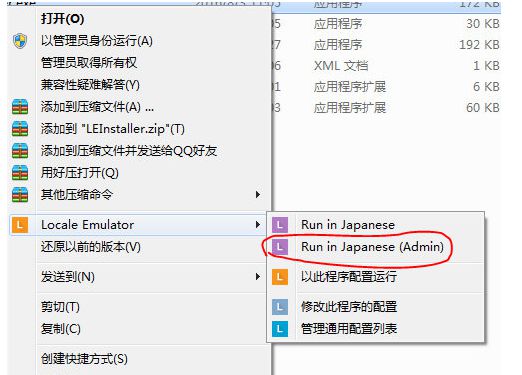 打开(O)
以管理员身份运行(A)
管理员取得所有权
兼容性疑难解答(Y)
添加到压缩文件(A) ...
添加到 "LEInstaller.zip"(T)
添加到压缩文件并发送给QQ好友
用好压打开(Q)
其他压缩命令
Locale Emulator
还原以前的版本(V)
发送到(N)
剪切(T)
复制(C)
创建快捷方式(S)
L Run in Japanese
L Run in Japanese (Admin)
L 以此程序配置运行
L 修改此程序的配置
L 管理通用配置列表
应用程序 172 KB
05 应用程序 30 KB
27 应用程序 192 KB
06 XML 文档 1 KB
01 应用程序扩展 6 KB
03 应用程序扩展 60 KB